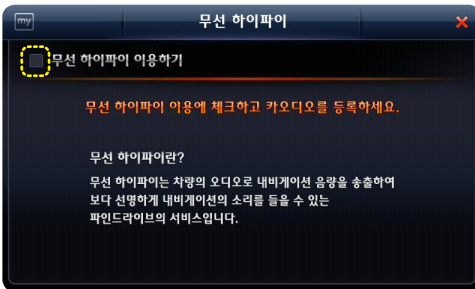 my
무선 하이파이
무선 하이파이 이용하기
무선 하이파이 이용에 체크하고 카오디오를 등록하세요.
무선 하이파이란?
무선 하이파이는 차량의 오디오로 내비게이션 음량을 송출하여
보다 선명하게 내비게이션의 소리를 들을 수 있는
파인드라이브의 서비스입니다.